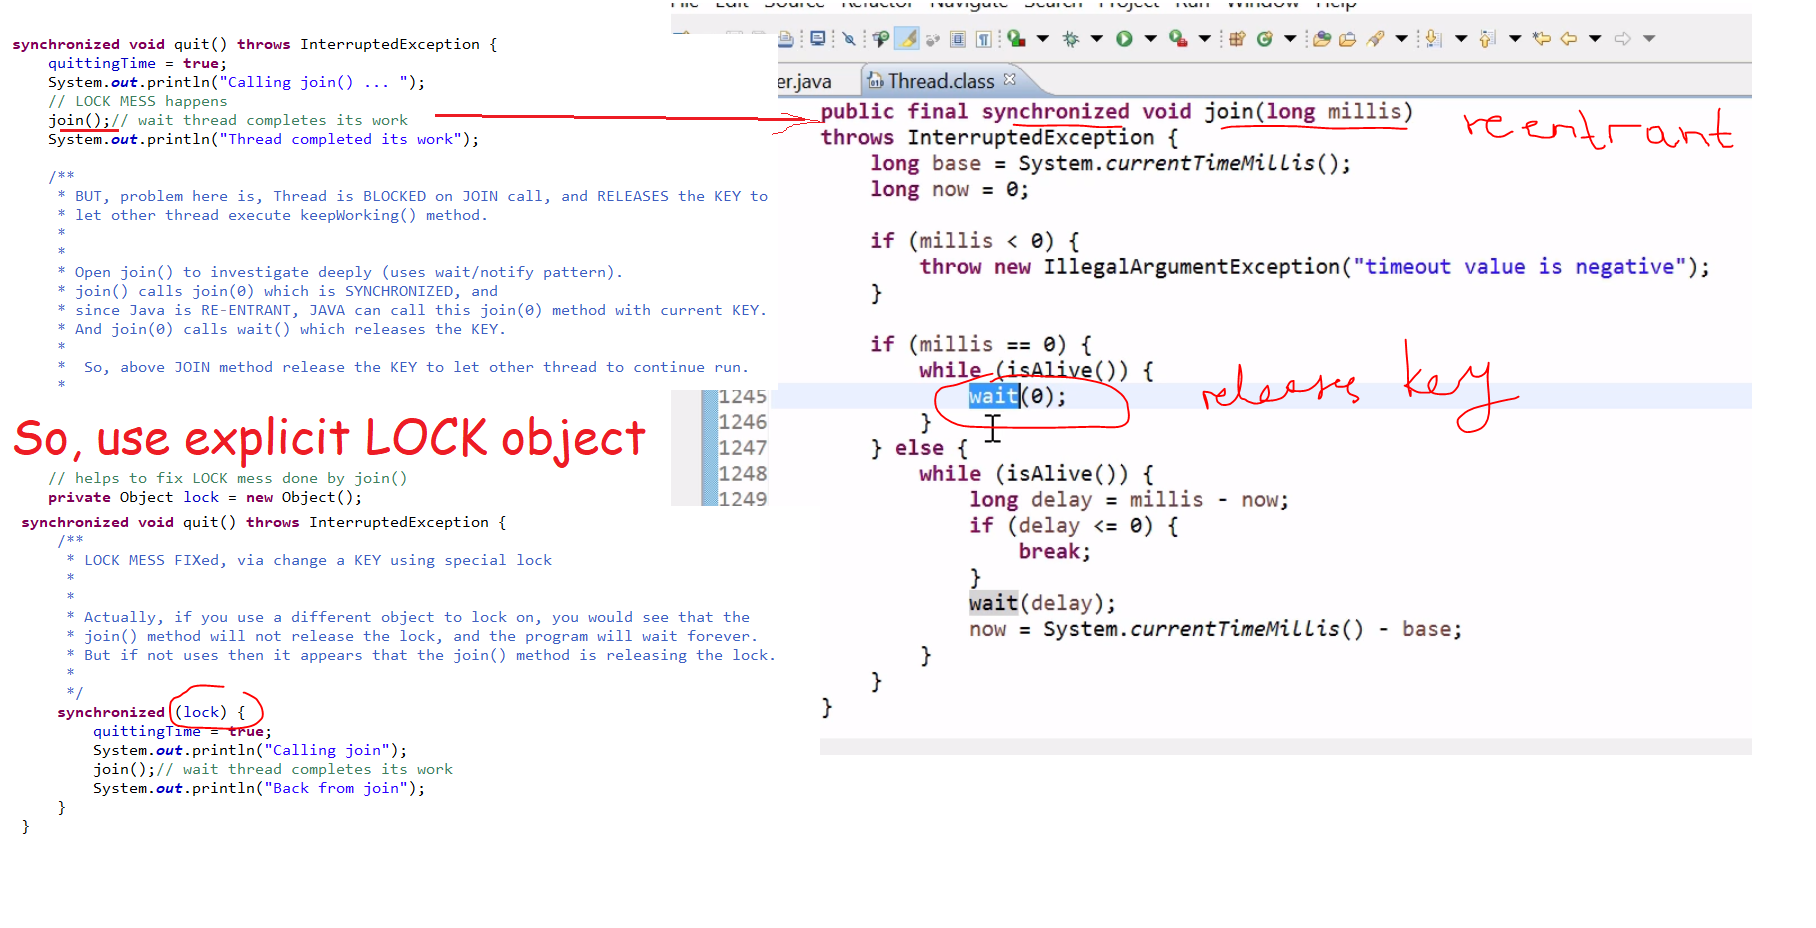 synchronized void quit() throws InterruptedException {
quittingTime = true;
System.out.println("Calling join() ... ");
// LOCK MESS happens
join();// wait thread completes its work
System.out.println("Thread completed its work");
/**
* BUT, problem here is, Thread is BLOCKED on JOIN call, and RELEASES the KEY to
* let other thread execute keepWorking() method.
*
*
* Open join() to investigate deeply (uses wait/notify pattern).
* join() calls join(0) which is SYNCHRONIZED, and
* since Java is RE-ENTRANT, JAVA can call this join(0) method with current KEY.
* And join(0) calls wait() which releases the KEY.
*
* So, above JOIN method release the KEY to let other thread to continue run.
*
So, use explicit LOCK object
// helps to fix LOCK mess done by join()
private Object lock = new Object();
synchronized void quit() throws InterruptedException {
/**
* LOCK MESS FIXed, via change a KEY using special lock
*
*
* Actually, if you use a different object to lock on, you would see that the
* join() method will not release the lock, and the program will wait forever.
* But if not uses then it appears that the join() method is releasing the lock.
*
*/
synchronized (lock) {
quittingTime = true;
System.out.println("Calling join");
join();// wait thread completes its work
System.out.println("Back from join");
}
}
File Edit Source Refactor Navigate Search Project Run Window Help
er.java Thread.class
public final synchronized void join(long millis)
throws InterruptedException {
long base = System.currentTimeMillis();
long now = 0;
if (millis < 0) {
throw new IllegalArgumentException("timeout value is negative");
}
if (millis == 0) {
while (isAlive()) {
1245 wait(0);
1246 }
1247 } else {
1248 while (isAlive()) {
1249 long delay = millis - now;
if (delay <= 0) {
break;
}
wait(delay);
now = System.currentTimeMillis() - base;
}
}
}
reentrant
releases key